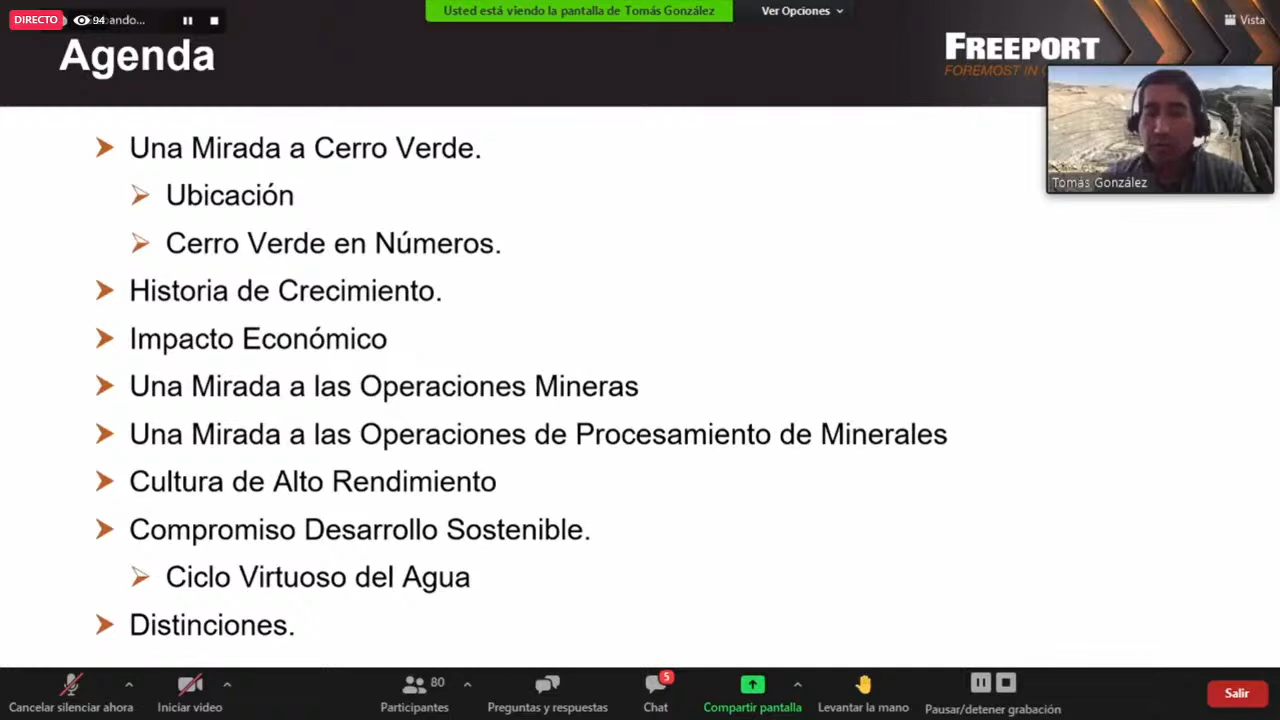 DIRECTO 94 bando...
Usted está viendo la pantalla de Tomás González
Ver Opciones
Vista
Agenda
FREEPORT
FOREMOST IN
Tomás González
Una Mirada a Cerro Verde.
Ubicación
Cerro Verde en Números.
Historia de Crecimiento.
Impacto Económico
Una Mirada a las Operaciones Mineras
Una Mirada a las Operaciones de Procesamiento de Minerales
Cultura de Alto Rendimiento
Compromiso Desarrollo Sostenible.
Ciclo Virtuoso del Agua
Distinciones.
80
5
Cancelar silenciar ahora
Iniciar video
Participantes
Preguntas y respuestas
Chat
Compartir pantalla
Levantar la mano
Pausar/detener grabación
Salir